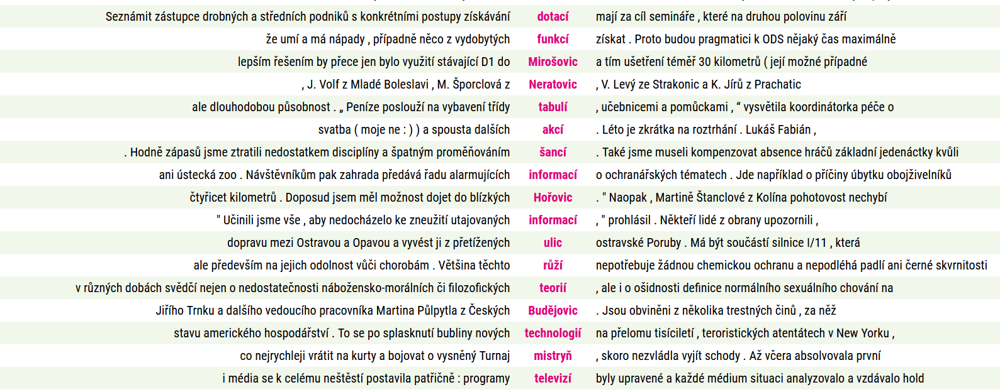 Seznámit zástupce drobných a středních podniků s konkrétními postupy získávání dotací mají za cíl semináře , které na druhou polovinu září
že umí a má nápady , případně něco z vydobytých funkcí získat . Proto budou pragmatici k ODS nějaký čas maximálně
lepším řešením by přece jen bylo využití stávající D1 do Mirošovic a tím ušetření téměř 30 kilometrů ( její možné případné
, J. Volf z Mladé Boleslavi , M. Šporclová z Neratovic , V. Levý ze Strakonic a K. Jírů z Prachatic
ale dlouhodobou působnost . „ Peníze poslouží na vybavení třídy tabulí , učebnicemi a pomůckami , “ vysvětlila koordinátorka péče o
svatba ( moje ne : ) ) a spousta dalších akcí . Léto je zkrátka na roztrhání . Lukáš Fabián ,
. Hodně zápasů jsme ztratili nedostatkem disciplíny a špatným proměňováním šancí . Také jsme museli kompenzovat absence hráčů základní jedenáctky kvůli
ani ústecká zoo . Návštěvníkům pak zahrada předává řadu alarmujících informací o ochranářských tématech . Jde například o příčiny úbytku obojživelníků
čtyřicet kilometrů . Doposud jsem měl možnost dojet do blízkých Hořovic . " Naopak , Martině Štanclové z Kolína pohotovost nechybí
" Učinili jsme vše , aby nedocházelo ke zneužití utajovaných informací , " prohlásil . Někteří lidé z obrany upozornili ,
dopravu mezi Ostravou a Opavou a vyvést ji z přetížených ulic ostravské Poruby . Má být součástí silnice I/11 , která
ale především na jejich odolnost vůči chorobám . Většina těchto růží nepotřebuje žádnou chemickou ochranu a nepodléhá padlí ani černé skvrnitosti
v různých dobách svědčí nejen o nedostatečnosti nábožensko-morálních či filozofických teorií , ale i o ošidnosti definice normálního sexuálního chování na
Jiřího Trnku a dalšího vedoucího pracovníka Martina Půlpytla z Českých Budějovic . Jsou obviněni z několika trestných činů , za něž
stavu amerického hospodářství . To se po splasknutí bubliny nových technologií na přelomu tisíciletí , teroristických atentátech v New Yorku ,
co nejrychleji vrátit na kurty a bojovat o vysněný Turnaj mistryň , skoro nezvládla vyjít schody . Až včera absolvovala první
i média se k celému neštěstí postavila patřičně : programy televizí byly upravené a každé médium situaci analyzovalo a vzdávalo hold